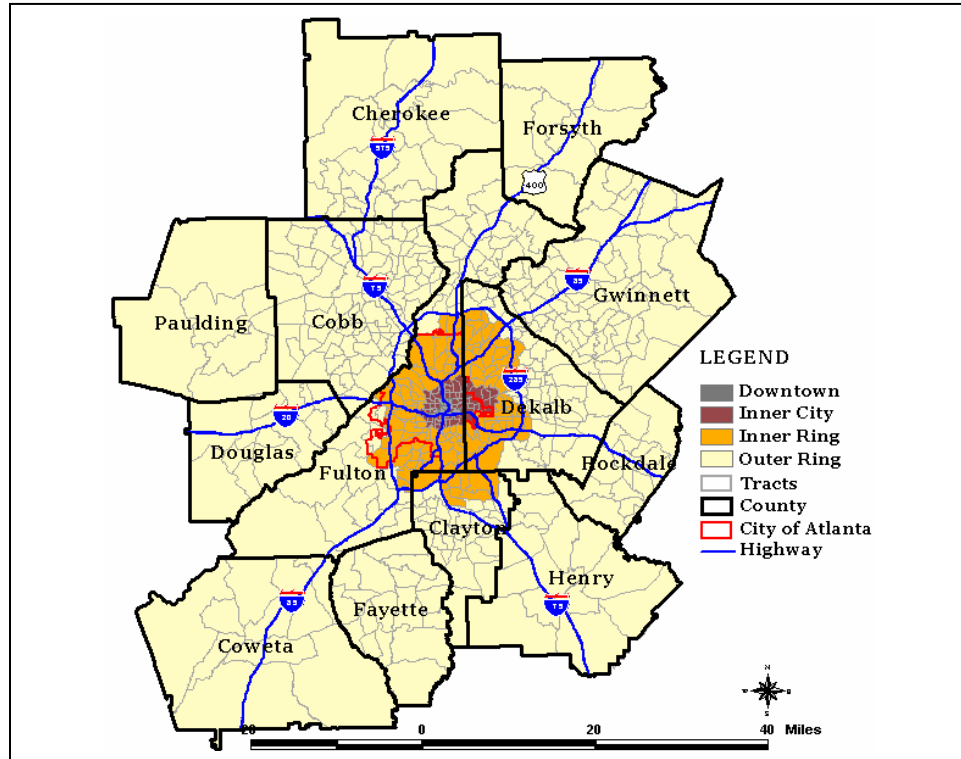 Cherokee
Forsyth
575
400
75
85
Gwinnett
Paulding
Cobb
LEGEND
Downtown
Inner City
Inner Ring
Outer Ring
Tracts
County
City of Atlanta
Highway
285
Dekalb
20
Douglas
Fulton
Rockdale
Clayton
Henry
Fayette
85
75
Coweta
N
W
E
S
20
0
20
40
Miles